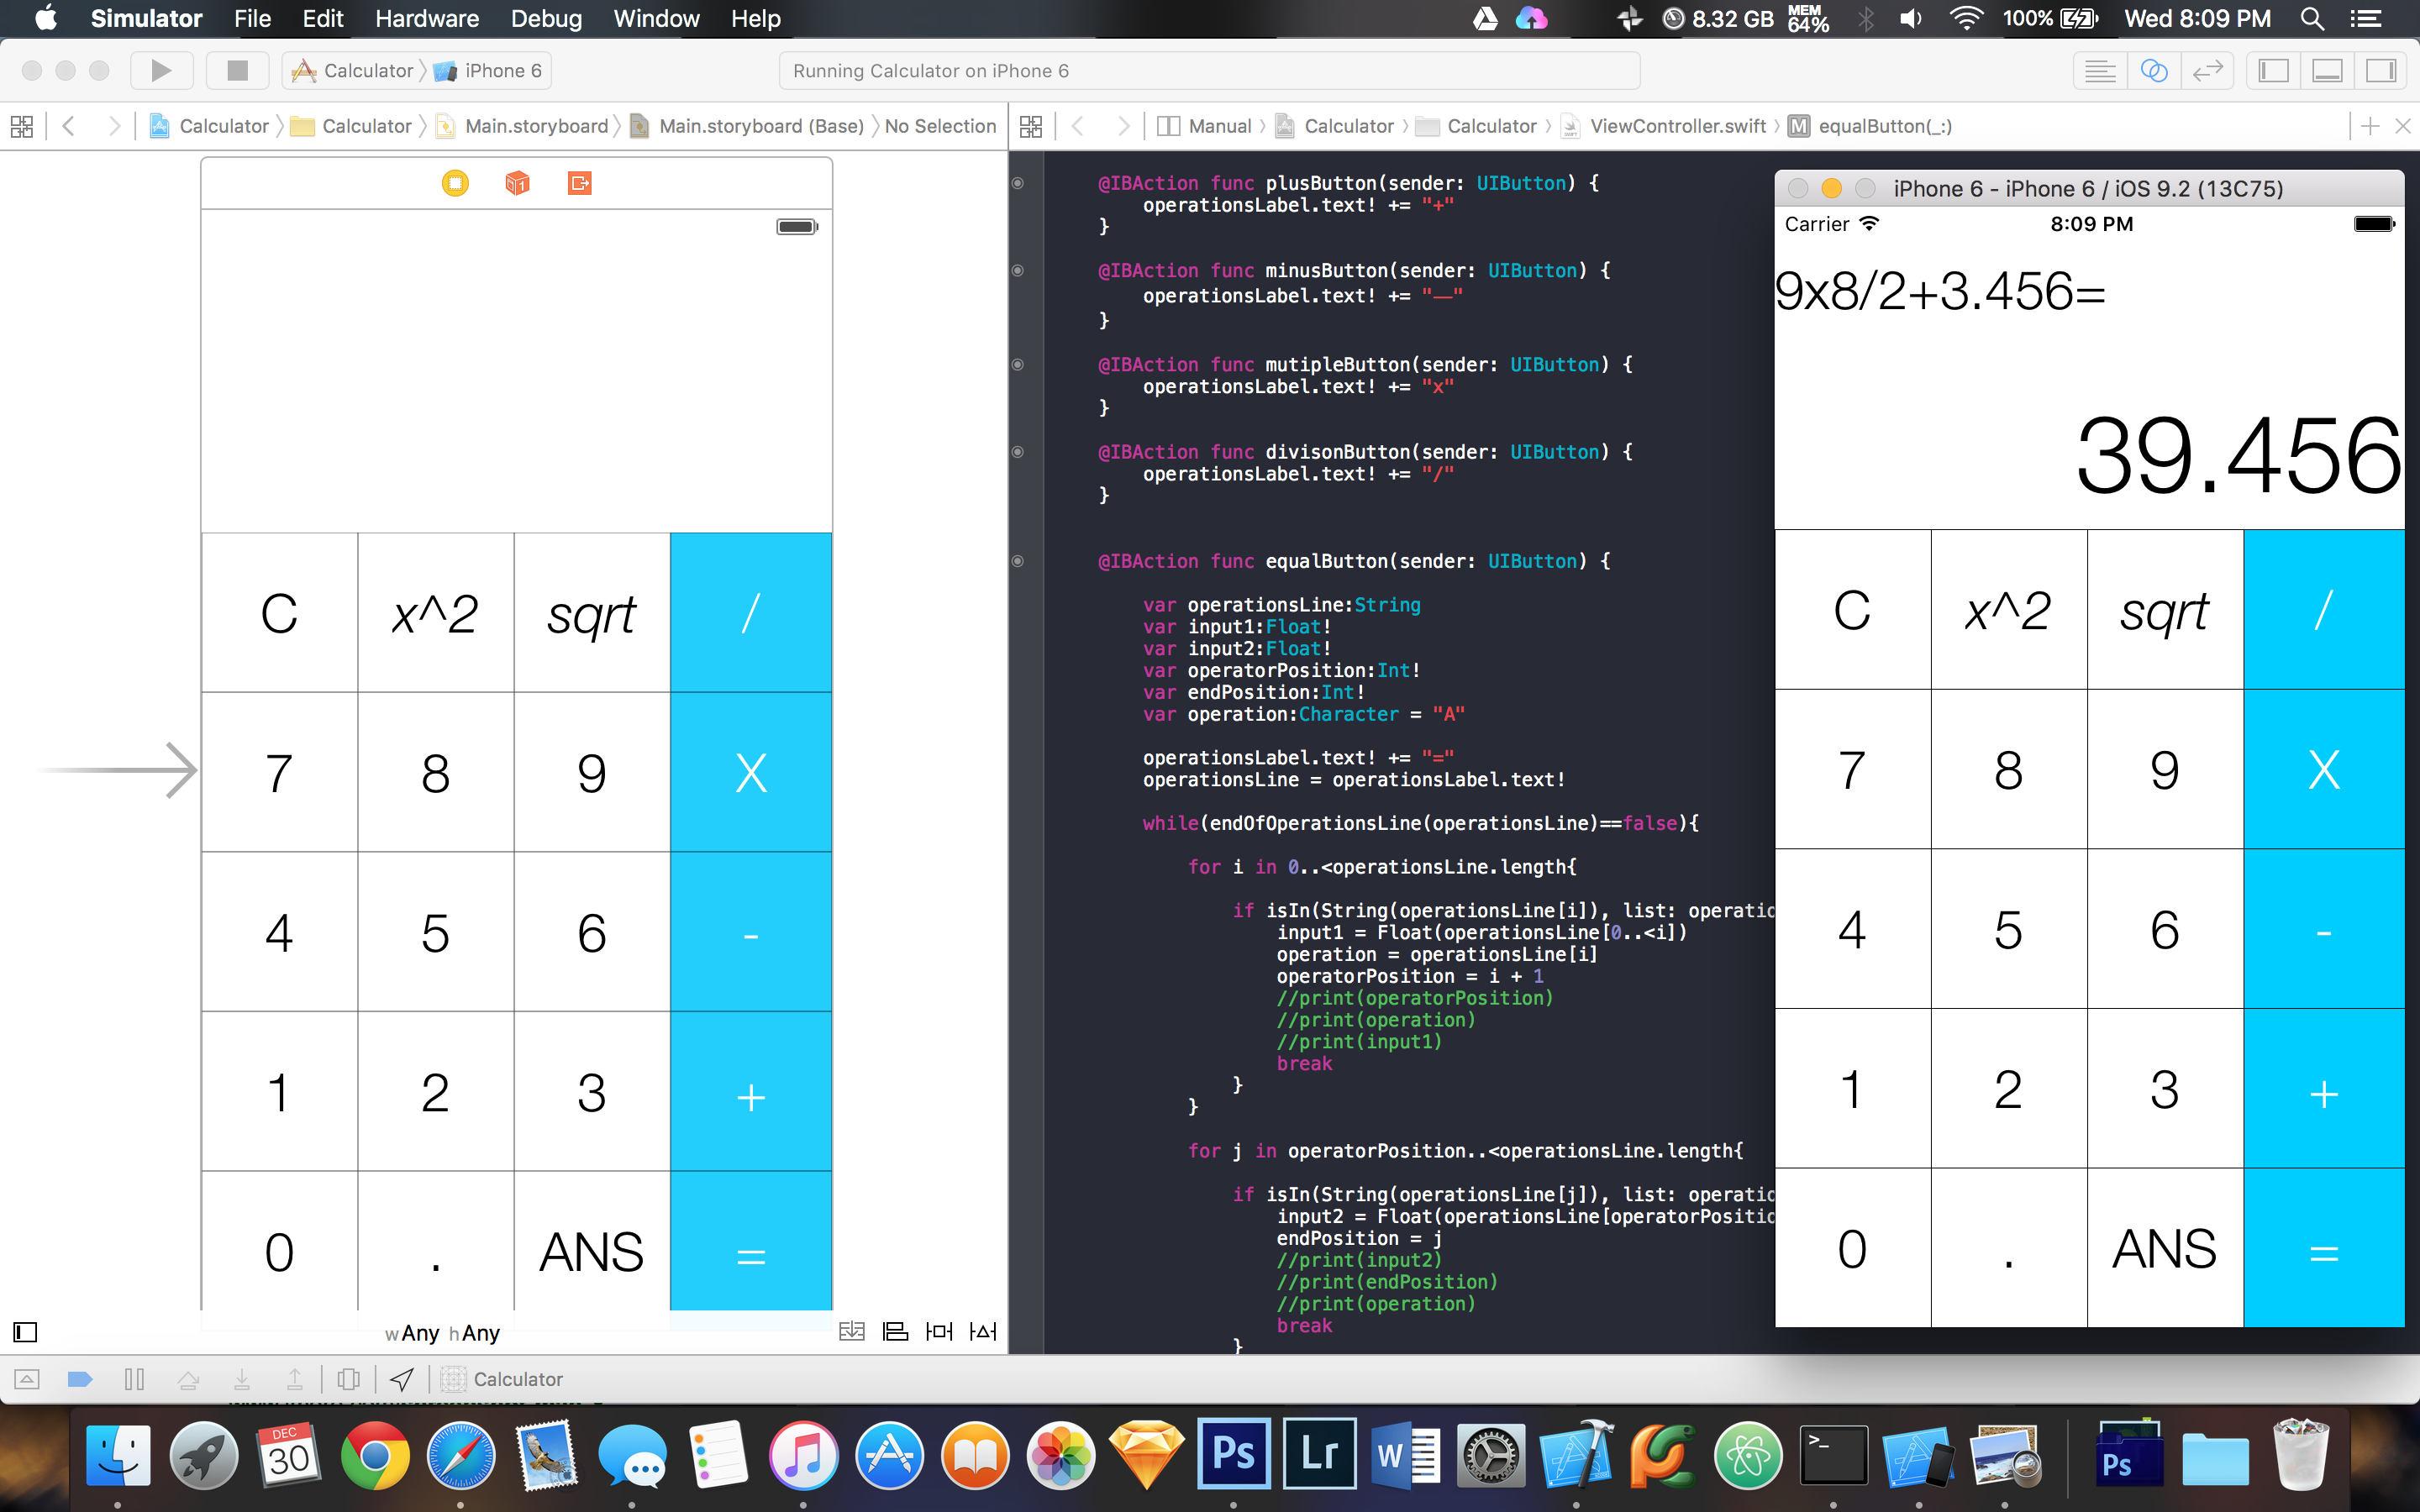 Simulator File Edit Hardware Debug Window Help 8.32 GB MEM 64% 100% Wed 8:09 PM
Calculator iPhone 6 Running Calculator on iPhone 6
Calculator Calculator Main.storyboard Main.storyboard (Base) No Selection
Manual Calculator Calculator ViewController.swift M equalButton(_:)
C x^2 sqrt /
7 8 9 X
4 5 6 -
1 2 3 +
0 . ANS =
wAny hAny
@IBAction func plusButton(sender: UIButton) {
operationsLabel.text! += "+"
}
@IBAction func minusButton(sender: UIButton) {
operationsLabel.text! += "—"
}
@IBAction func mutipleButton(sender: UIButton) {
operationsLabel.text! += "x"
}
@IBAction func divisonButton(sender: UIButton) {
operationsLabel.text! += "/"
}
@IBAction func equalButton(sender: UIButton) {
var operationsLine:String
var input1:Float!
var input2:Float!
var operatorPosition:Int!
var endPosition:Int!
var operation:Character = "A"
operationsLabel.text! += "="
operationsLine = operationsLabel.text!
while(endOfOperationsLine(operationsLine)==false){
for i in 0..<operationsLine.length{
if isIn(String(operationsLine[i]), list: operatio
input1 = Float(operationsLine[0..<i])
operation = operationsLine[i]
operatorPosition = i + 1
//print(operatorPosition)
//print(operation)
//print(input1)
break
}
}
for j in operatorPosition..<operationsLine.length{
if isIn(String(operationsLine[j]), list: operatio
input2 = Float(operationsLine[operatorPositio
endPosition = j
//print(input2)
//print(endPosition)
//print(operation)
break
}
iPhone 6 - iPhone 6 / iOS 9.2 (13C75)
Carrier 8:09 PM
9x8/2+3.456=
39.456
C x^2 sqrt /
7 8 9 X
4 5 6 -
1 2 3 +
0 . ANS =
Calculator
DEC
30
Ps Lr W >_ Ps